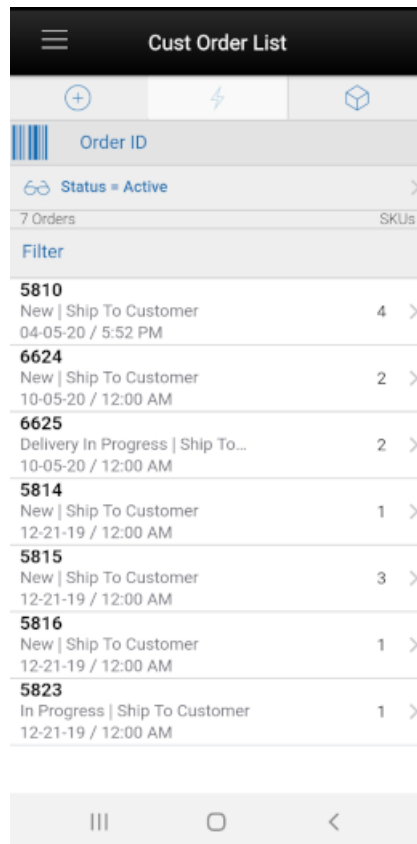 Cust Order List
Order ID
Status = Active
7 Orders SKUs
Filter
5810
New | Ship To Customer 4
04-05-20 / 5:52 PM
6624
New | Ship To Customer 2
10-05-20 / 12:00 AM
6625
Delivery In Progress | Ship To... 2
10-05-20 / 12:00 AM
5814
New | Ship To Customer 1
12-21-19 / 12:00 AM
5815
New | Ship To Customer 3
12-21-19 / 12:00 AM
5816
New | Ship To Customer 1
12-21-19 / 12:00 AM
5823
In Progress | Ship To Customer 1
12-21-19 / 12:00 AM